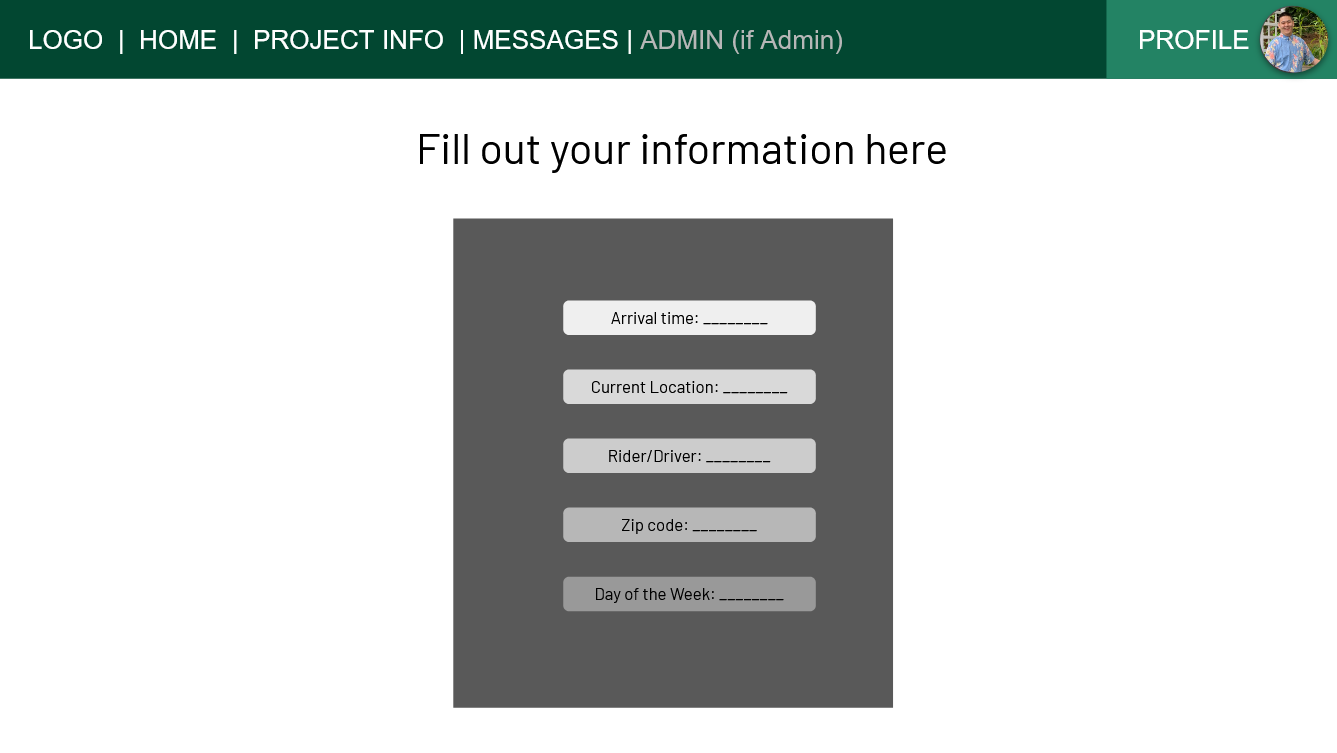 LOGO | HOME | PROJECT INFO | MESSAGES | ADMIN (if Admin) PROFILE
Fill out your information here
Arrival time: ________
Current Location: ________
Rider/Driver: ________
Zip code: ________
Day of the Week: ________